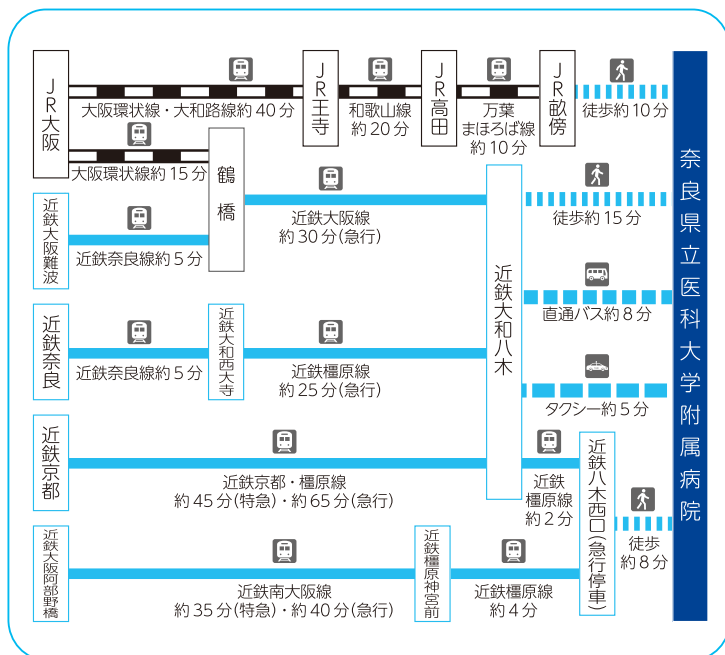 JR大阪
大阪環状線・大和路線約40分
JR王寺
和歌山線
約20分
JR高田
万葉
まほろば線
約10分
JR畝傍
徒歩約10分
大阪環状線約15分
鶴橋
近鉄大阪難波
近鉄奈良線約5分
近鉄大阪線
約30分(急行)
近鉄大和八木
徒歩約15分
直通バス約8分
タクシー約5分
近鉄奈良
近鉄奈良線約5分
近鉄大和西大寺
近鉄橿原線
約25分(急行)
近鉄京都
近鉄京都・橿原線
約45分(特急)・約65分(急行)
近鉄
橿原線
約2分
近鉄八木西口(急行停車)
徒歩
約8分
近鉄大阪阿部野橋
近鉄南大阪線
約35分(特急)・約40分(急行)
近鉄橿原神宮前
近鉄橿原線
約4分
奈良県立医科大学附属病院